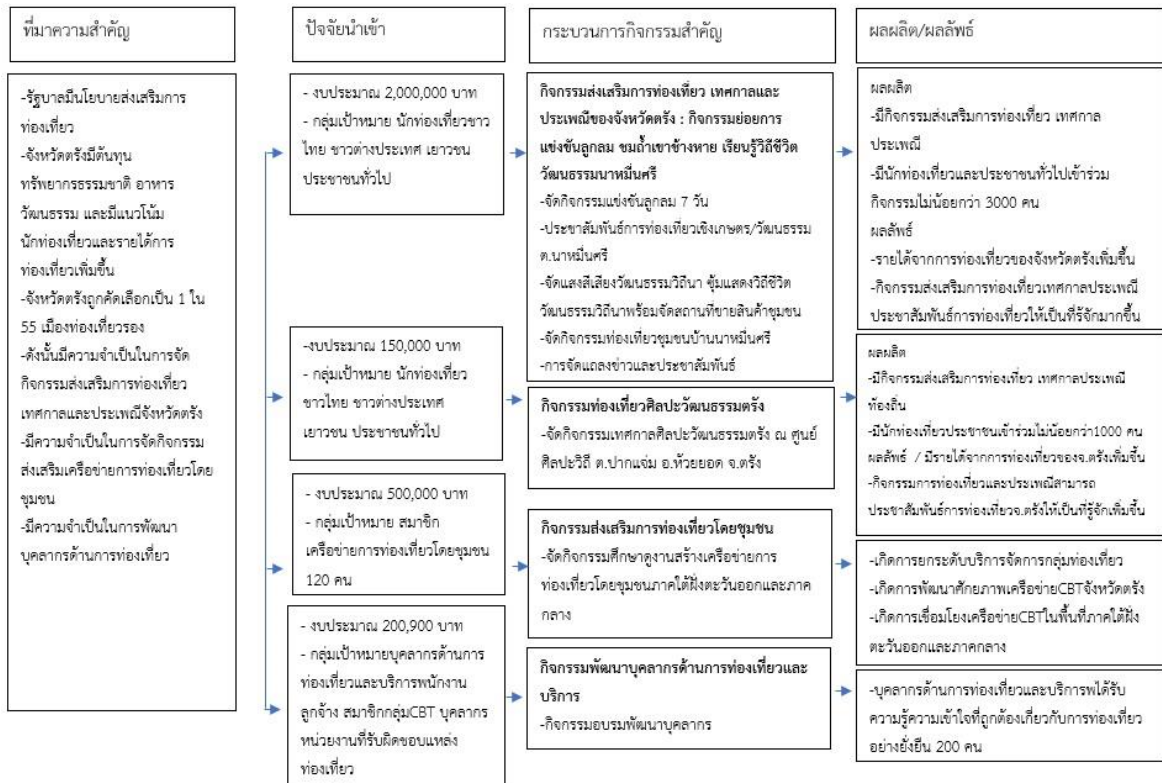 ที่มาความสำคัญ
-รัฐบาลมีนโยบายส่งเสริมการ
ท่องเที่ยว
-จังหวัดตรังมีต้นทุน
ทรัพยากรธรรมชาติ อาหาร
วัฒนธรรม และมีแนวโน้ม
นักท่องเที่ยวและรายได้การ
ท่องเที่ยวเพิ่มขึ้น
-จังหวัดตรังถูกคัดเลือกเป็น 1 ใน
55 เมืองท่องเที่ยวรอง
-ดังนั้นมีความจำเป็นในการจัด
กิจกรรมส่งเสริมการท่องเที่ยว
เทศกาลและประเพณีจังหวัดตรัง
-มีความจำเป็นในการจัดกิจกรรม
ส่งเสริมเครือข่ายการท่องเที่ยวโดย
ชุมชน
-มีความจำเป็นในการพัฒนา
บุคลากรด้านการท่องเที่ยว
ปัจจัยนำเข้า
- งบประมาณ 2,000,000 บาท
- กลุ่มเป้าหมาย นักท่องเที่ยวชาว
ไทย ชาวต่างประเทศ เยาวชน
ประชาชนทั่วไป
-งบประมาณ 150,000 บาท
- กลุ่มเป้าหมาย นักท่องเที่ยว
ชาวไทย ชาวต่างประเทศ
เยาวชน ประชาชนทั่วไป
- งบประมาณ 500,000 บาท
- กลุ่มเป้าหมาย สมาชิก
เครือข่ายการท่องเที่ยวโดยชุมชน
120 คน
- งบประมาณ 200,900 บาท
- กลุ่มเป้าหมายบุคลากรด้านการ
ท่องเที่ยวและบริการพนักงาน
ลูกจ้าง สมาชิกกลุ่มCBT บุคลากร
หน่วยงานที่รับผิดชอบแหล่ง
ท่องเที่ยว
กระบวนการกิจกรรมสำคัญ
กิจกรรมส่งเสริมการท่องเที่ยว เทศกาลและ
ประเพณีของจังหวัดตรัง : กิจกรรมย่อยการ
แข่งขันลูกลม ชมถ้ำเขาช้างหาย เรียนรู้วิถีชีวิต
วัฒนธรรมนาหมื่นศรี
-จัดกิจกรรมแข่งขันลูกลม 7 วัน
-ประชาสัมพันธ์การท่องเที่ยวเชิงเกษตร/วัฒนธรรม
ต.นาหมื่นศรี
-จัดแสงสีเสียงวัฒนธรรมวิถีนา ซุ้มแสดงวิถีชีวิต
วัฒนธรรมวิถีนาพร้อมจัดสถานที่ขายสินค้าชุมชน
-จัดกิจกรรมท่องเที่ยวชุมชนบ้านนาหมื่นศรี
-การจัดแถลงข่าวและประชาสัมพันธ์
กิจกรรมท่องเที่ยวศิลปะวัฒนธรรมตรัง
-จัดกิจกรรมเทศกาลศิลปะวัฒนธรรมตรัง ณ ศูนย์
ศิลปะวิถี ต.ปากแจ่ม อ.ห้วยยอด จ.ตรัง
กิจกรรมส่งเสริมการท่องเที่ยวโดยชุมชน
-จัดกิจกรรมศึกษาดูงานสร้างเครือข่ายการ
ท่องเที่ยวโดยชุมชนภาคใต้ฝั่งตะวันออกและภาค
กลาง
กิจกรรมพัฒนาบุคลากรด้านการท่องเที่ยวและ
บริการ
-กิจกรรมอบรมพัฒนาบุคลากร
ผลผลิต/ผลลัพธ์
ผลผลิต
-มีกิจกรรมส่งเสริมการท่องเที่ยว เทศกาล
ประเพณี
-มีนักท่องเที่ยวและประชาชนทั่วไปเข้าร่วม
กิจกรรมไม่น้อยกว่า 3000 คน
ผลลัพธ์
-รายได้จากการท่องเที่ยวของจังหวัดตรังเพิ่มขึ้น
-กิจกรรมส่งเสริมการท่องเที่ยวเทศกาลประเพณี
ประชาสัมพันธ์การท่องเที่ยวให้เป็นที่รู้จักมากขึ้น
ผลผลิต
-มีกิจกรรมส่งเสริมการท่องเที่ยว เทศกาลประเพณี
ท้องถิ่น
-มีนักท่องเที่ยวประชาชนเข้าร่วมไม่น้อยกว่า1000 คน
ผลลัพธ์ / มีรายได้จากการท่องเที่ยวของจ.ตรังเพิ่มขึ้น
-กิจกรรมการท่องเที่ยวและประเพณีสามารถ
ประชาสัมพันธ์การท่องเที่ยวจ.ตรังให้เป็นที่รู้จักเพิ่มขึ้น
-เกิดการยกระดับบริการจัดการกลุ่มท่องเที่ยว
-เกิดการพัฒนาศักยภาพเครือข่ายCBTจังหวัดตรัง
-เกิดการเชื่อมโยงเครือข่ายCBTในพื้นที่ภาคใต้ฝั่ง
ตะวันออกและภาคกลาง
-บุคลากรด้านการท่องเที่ยวและบริการพได้รับ
ความรู้ความเข้าใจที่ถูกต้องเกี่ยวกับการท่องเที่ยว
อย่างยั่งยืน 200 คน